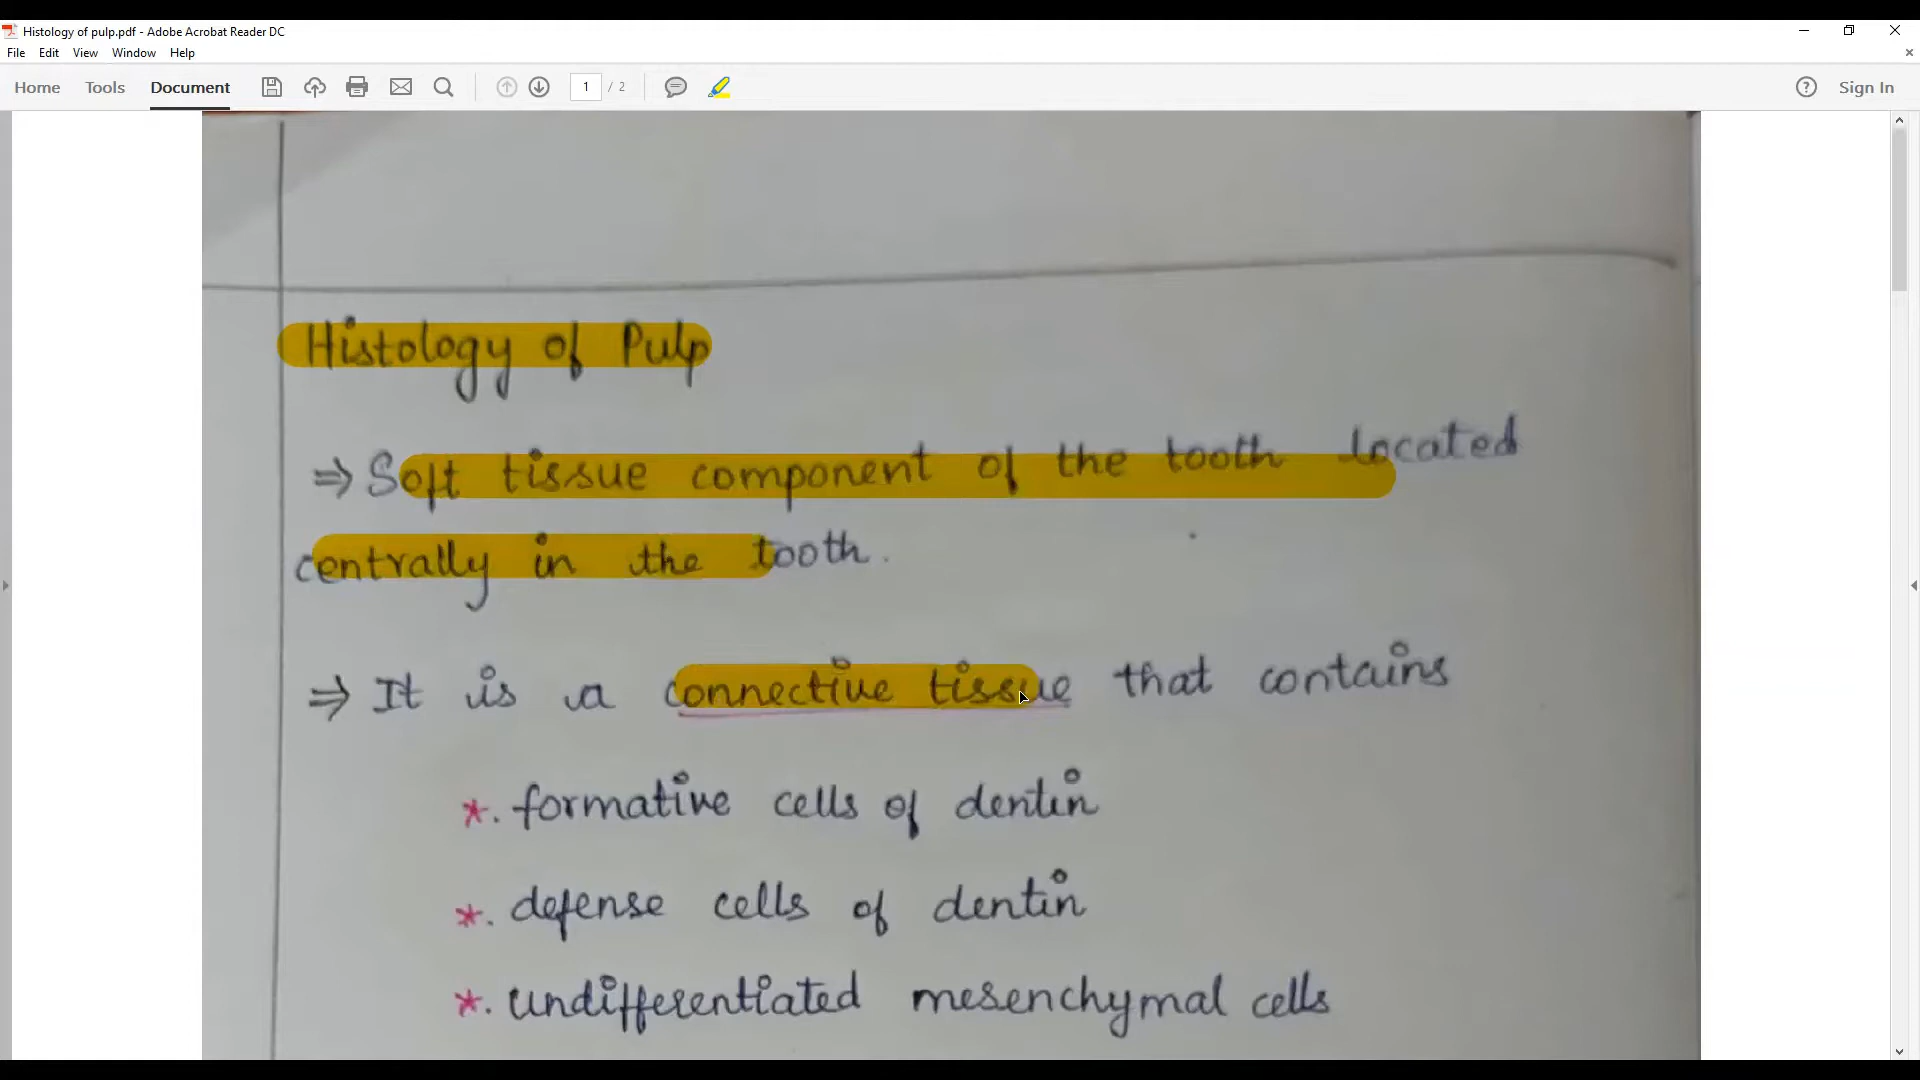 Histology of pulp.pdf - Adobe Acrobat Reader DC
File Edit View Window Help
Home Tools Document 1 / 2 Sign In
Histology of Pulp
⇒ Soft tissue component of the tooth located
centrally in the tooth.
⇒ It is a connective tissue that contains
*. formative cells of dentin
*. defense cells of dentin
*. undifferentiated mesenchymal cells